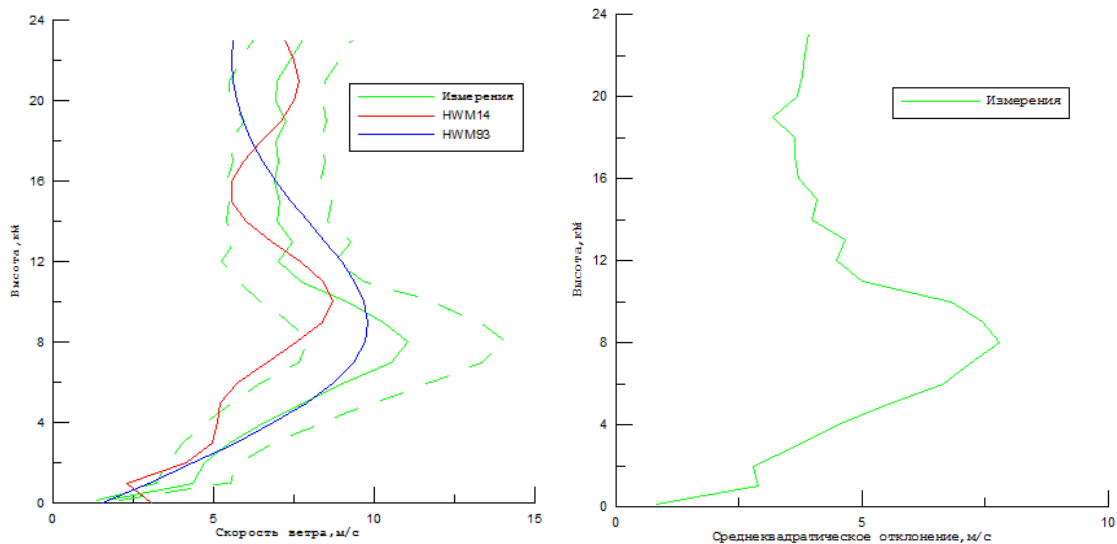 24
20
16
12
8
4
0
Высота,км
Измерения
HWM14
HWM93
0
5
10
15
Скорость ветра,м/с
24
20
16
12
8
4
0
Высота,км
Измерения
0
5
10
Среднеквадратическое отклонение,м/с